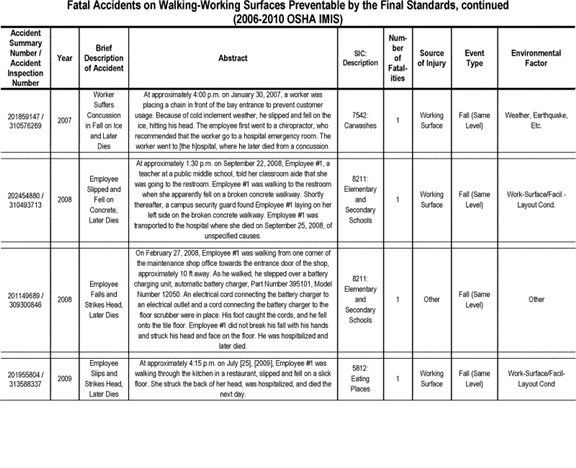 Fatal Accidents on Walking-Working Surfaces Preventable by the Final Standards, continued
(2006-2010 OSHA IMIS)
Accident
Summary
Number /
Accident
Inspection
Number
Year
Brief
Description
of Accident
Abstract
SIC:
Description
Num-
ber
of
Fatal-
ities
Source
of Injury
Event
Type
Environmental
Factor
201859147 /
310576269
2007
Worker
Suffers
Concussion
in Fall on Ice
and Later
Dies
At approximately 4:00 p.m. on January 30, 2007, a worker was
placing a chain in front of the bay entrance to prevent customer
usage. Because of cold inclement weather, he slipped and fell on the
ice, hitting his head. The employee first went to a chiropractor, who
recommended that the worker go to a hospital emergency room. The
worker went to [the h]ospital, where he later died from a concussion.
7542:
Carwashes
1
Working
Surface
Fall (Same
Level)
Weather, Earthquake,
Etc.
202454880 /
310493713
2008
Employee
Slipped and
Fell on
Concrete,
Later Dies
At approximately 1:30 p.m. on September 22, 2008, Employee #1, a
teacher at a public middle school, told her classroom aide that she
was going to the restroom. Employee #1 was walking to the restroom
when she apparently fell on a broken concrete walkway. Shortly
thereafter, a campus security guard found Employee #1 laying on her
left side on the broken concrete walkway. Employee #1 was
transported to the hospital where she died on September 25, 2008, of
unspecified causes.
8211:
Elementary
and
Secondary
Schools
1
Working
Surface
Fall (Same
Level)
Work-Surface/Facil.-
Layout Cond.
201149689 /
309300846
2008
Employee
Falls and
Strikes Head,
Later Dies
On February 27, 2008, Employee #1 was walking from one corner of
the maintenance shop office towards the entrance door of the shop,
approximately 10 ft away. As he walked, he stepped over a battery
charging unit, automatic battery charger, Part Number 395101, Model
Number 12050. An electrical cord connecting the battery charger to
an electrical outlet and a cord connecting the battery charger to the
floor scrubber were in place. His foot caught the cords, and he fell
onto the tile floor. Employee #1 did not break his fall with his hands
and struck his head and face on the floor. He was hospitalized and
later died.
8211:
Elementary
and
Secondary
Schools
1
Other
Fall (Same
Level)
Other
201955804 /
313588337
2009
Employee
Slips and
Strikes Head,
Later Dies
At approximately 4:15 p.m. on July [25], [2009], Employee #1 was
walking through the kitchen in a restaurant, slipped and fell on a slick
floor. She struck the back of her head, was hospitalized, and died the
next day.
5812:
Eating
Places
1
Working
Surface
Fall (Same
Level)
Work-Surface/Facil-
Layout Cond